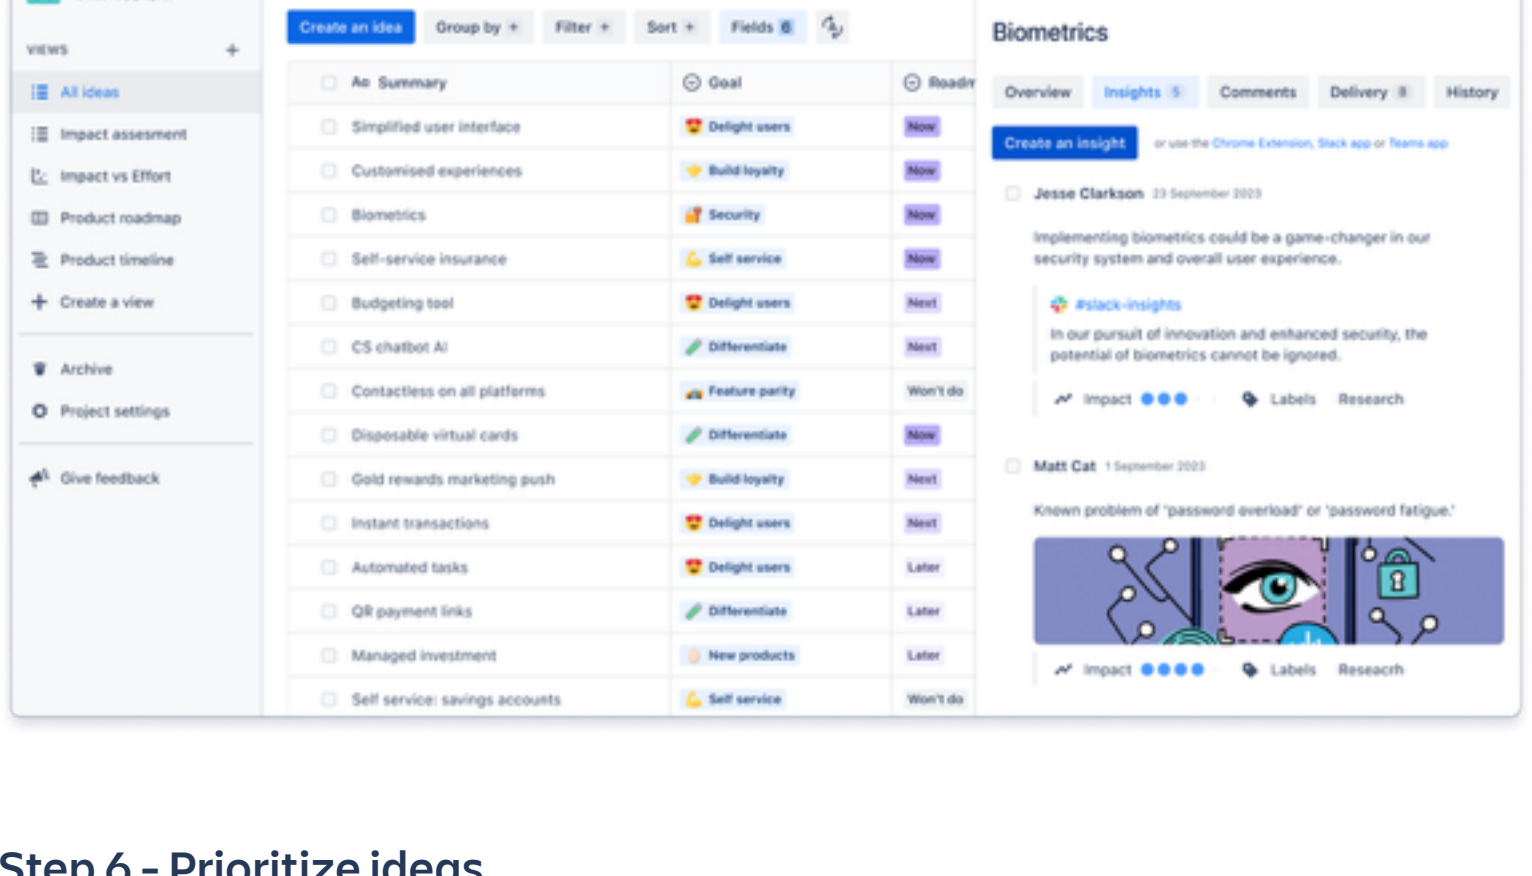 Create an idea
Group by +
Filter +
Sort +
Fields 6
VIEWS +
All ideas
Impact assesment
Impact vs Effort
Product roadmap
Product timeline
Create a view
Archive
Project settings
Give feedback
Aa Summary Goal Roadm
Simplified user interface Delight users Now
Customised experiences Build loyalty Now
Biometrics Security Now
Self-service insurance Self service Now
Budgeting tool Delight users Next
CS chatbot AI Differentiate Next
Contactless on all platforms Feature parity Won't do
Disposable virtual cards Differentiate Now
Gold rewards marketing push Build loyalty Next
Instant transactions Delight users Next
Automated tasks Delight users Later
QR payment links Differentiate Later
Managed investment New products Later
Self service: savings accounts Self service Won't do
Biometrics
Overview Insights 5 Comments Delivery 8 History
Create an insight or use the Chrome Extension, Slack app or Teams app
Jesse Clarkson 23 September 2023
Implementing biometrics could be a game-changer in our
security system and overall user experience.
#slack-insights
In our pursuit of innovation and enhanced security, the
potential of biometrics cannot be ignored.
Impact Labels Research
Matt Cat 1 September 2023
Known problem of 'password overload' or 'password fatigue.'
Impact Labels Reseacrh
Step 6 - Prioritize ideas